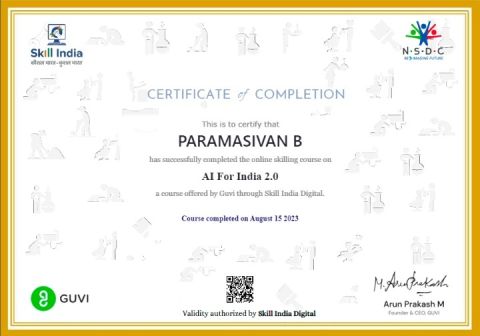 Skill India
कौशल भारत - कुशल भारत
N·S·D·C
RE IMAGINE FUTURE
CERTIFICATE of COMPLETION
This is to certify that
PARAMASIVAN B
has successfully completed the online skilling course on
AI For India 2.0
a course offered by Guvi through Skill India Digital.
Course completed on August 15 2023
GUVI
M. Arun Prakash
Arun Prakash M
Founder & CEO, GUVI
Validity authorized by Skill India Digital